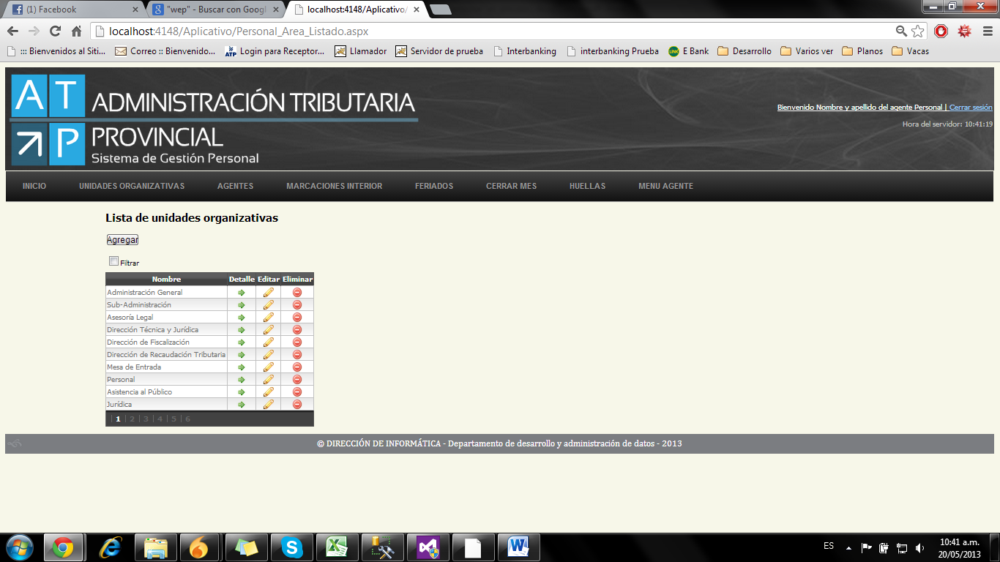 (1) Facebook
"wep" - Buscar con Googl
localhost:4148/Aplicativo/
localhost:4148/Aplicativo/Personal_Area_Listado.aspx
::: Bienvenidos al Siti...
Correo :: Bienvenido...
ATP
Login para Receptor...
Llamador
Servidor de prueba
Interbanking
interbanking Prueba
LINK
E Bank
Desarrollo
Varios ver
Planos
Vacas
A T P
ADMINISTRACIÓN TRIBUTARIA
PROVINCIAL
Sistema de Gestión Personal
Bienvenido Nombre y apellido del agente Personal | Cerrar sesión
Hora del servidor: 10:41:19
INICIO UNIDADES ORGANIZATIVAS AGENTES MARCACIONES INTERIOR FERIADOS CERRAR MES HUELLAS MENU AGENTE
Lista de unidades organizativas
Agregar
Filtrar
Nombre Detalle Editar Eliminar
Administración General
Sub-Administración
Asesoría Legal
Dirección Técnica y Jurídica
Dirección de Fiscalización
Dirección de Recaudación Tributaria
Mesa de Entrada
Personal
Asistencia al Público
Jurídica
| 1 | 2 | 3 | 4 | 5 | 6
© DIRECCIÓN DE INFORMÁTICA - Departamento de desarrollo y administración de datos - 2013
ES
10:41 a.m.
20/05/2013